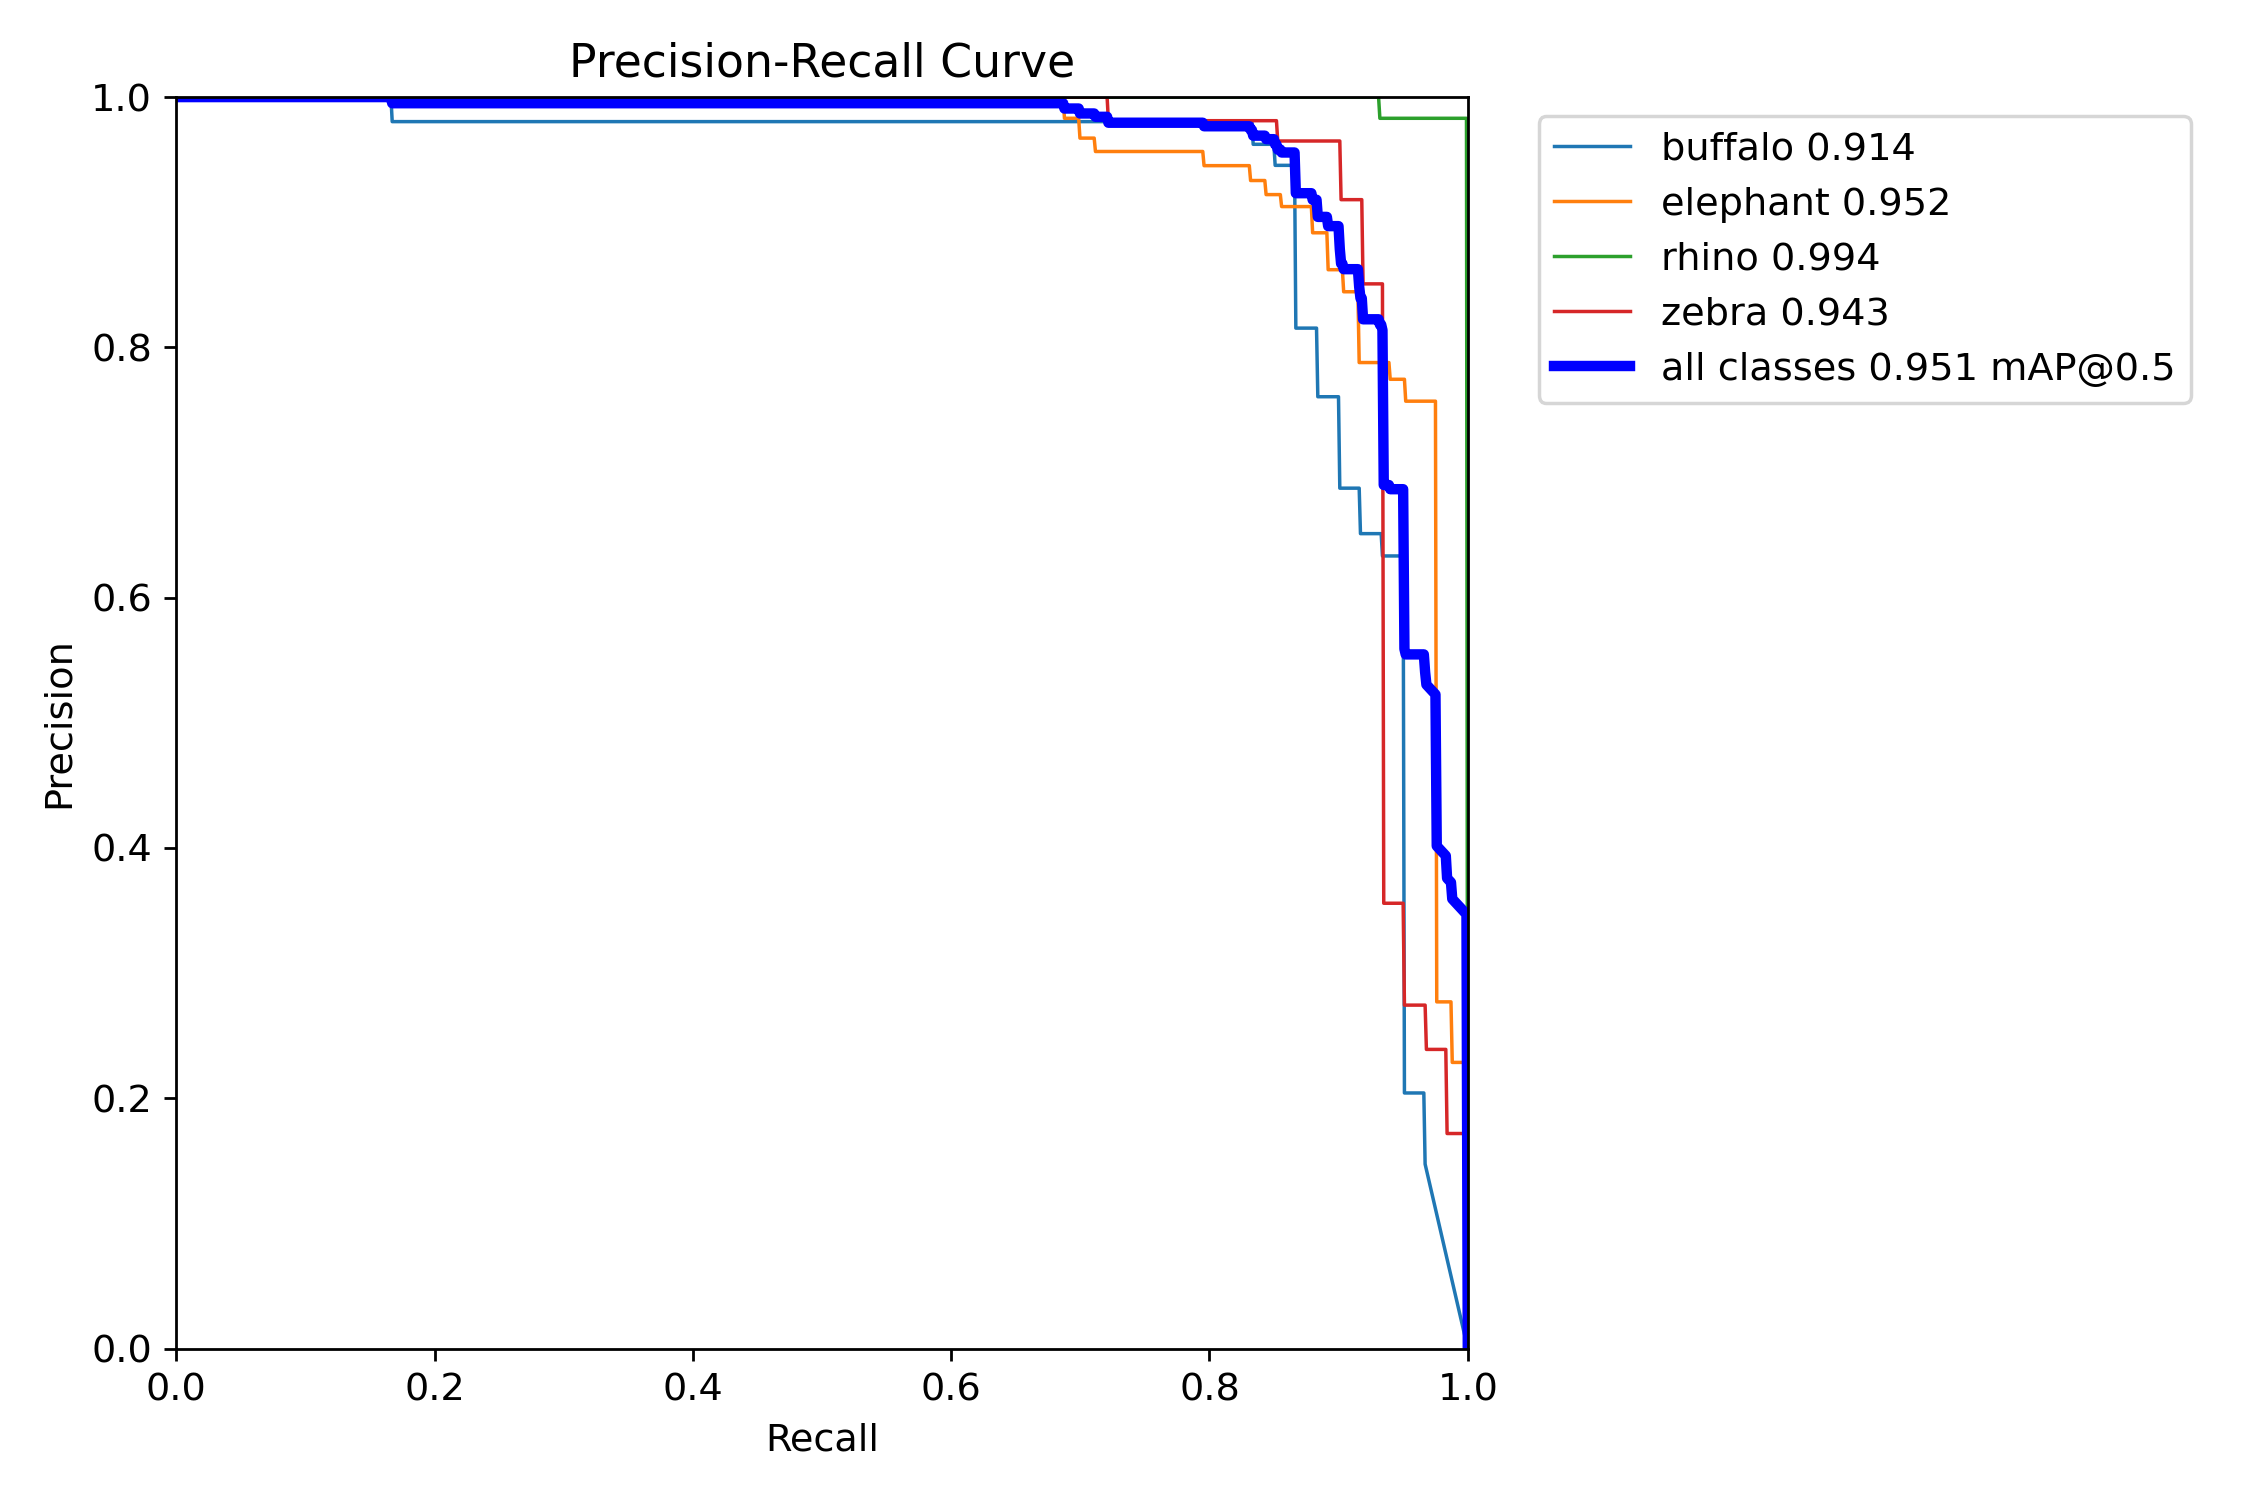 Precision-Recall Curve
1.0
0.8
0.6
0.4
0.2
0.0
Precision
0.0 0.2 0.4 0.6 0.8 1.0
Recall
buffalo 0.914
elephant 0.952
rhino 0.994
zebra 0.943
all classes 0.951 mAP@0.5